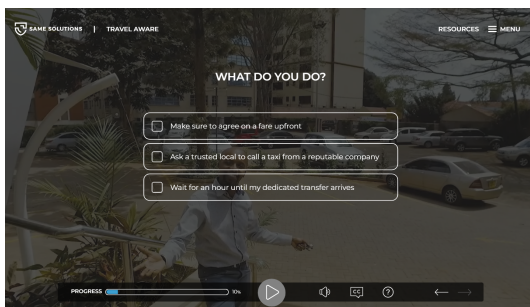 SAME SOLUTIONS | TRAVEL AWARE
RESOURCES MENU
WHAT DO YOU DO?
Make sure to agree on a fare upfront
Ask a trusted local to call a taxi from a reputable company
Wait for an hour until my dedicated transfer arrives
PROGRESS 10% CC ?